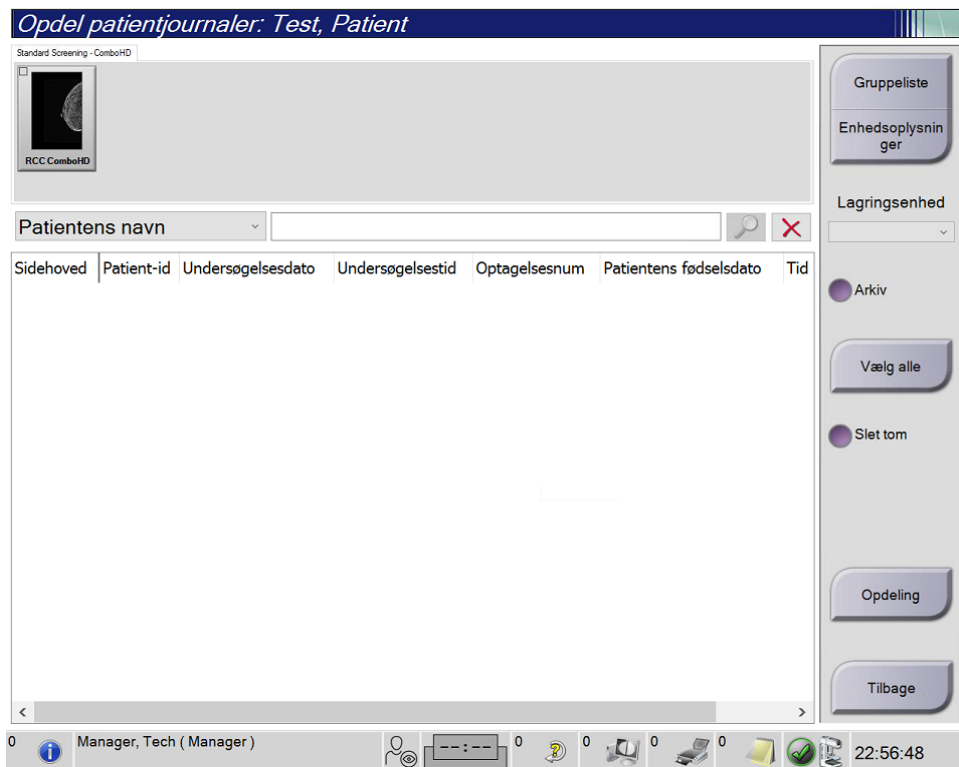 Opdel patientjournaler: Test, Patient
Standard Screening - ComboHD
RCC ComboHD
Gruppeliste
Enhedsoplysnin
ger
Lagringsenhed
Patientens navn
Sidehoved Patient-id Undersøgelsesdato Undersøgelsestid Optagelsesnum Patientens fødselsdato Tid
Arkiv
Vælg alle
Slet tom
Opdeling
Tilbage
0 Manager, Tech ( Manager ) --:-- 0 0 0 0 22:56:48